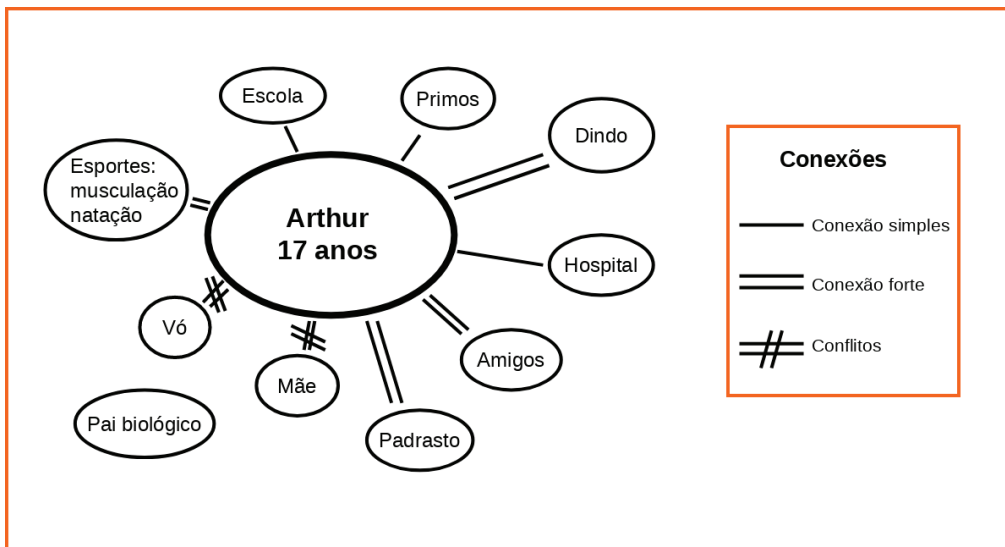 Escola
Primos
Dindo
Esportes:
musculação
natação
Arthur
17 anos
Hospital
Vó
Mãe
Amigos
Pai biológico
Padrasto
Conexões
Conexão simples
Conexão forte
Conflitos